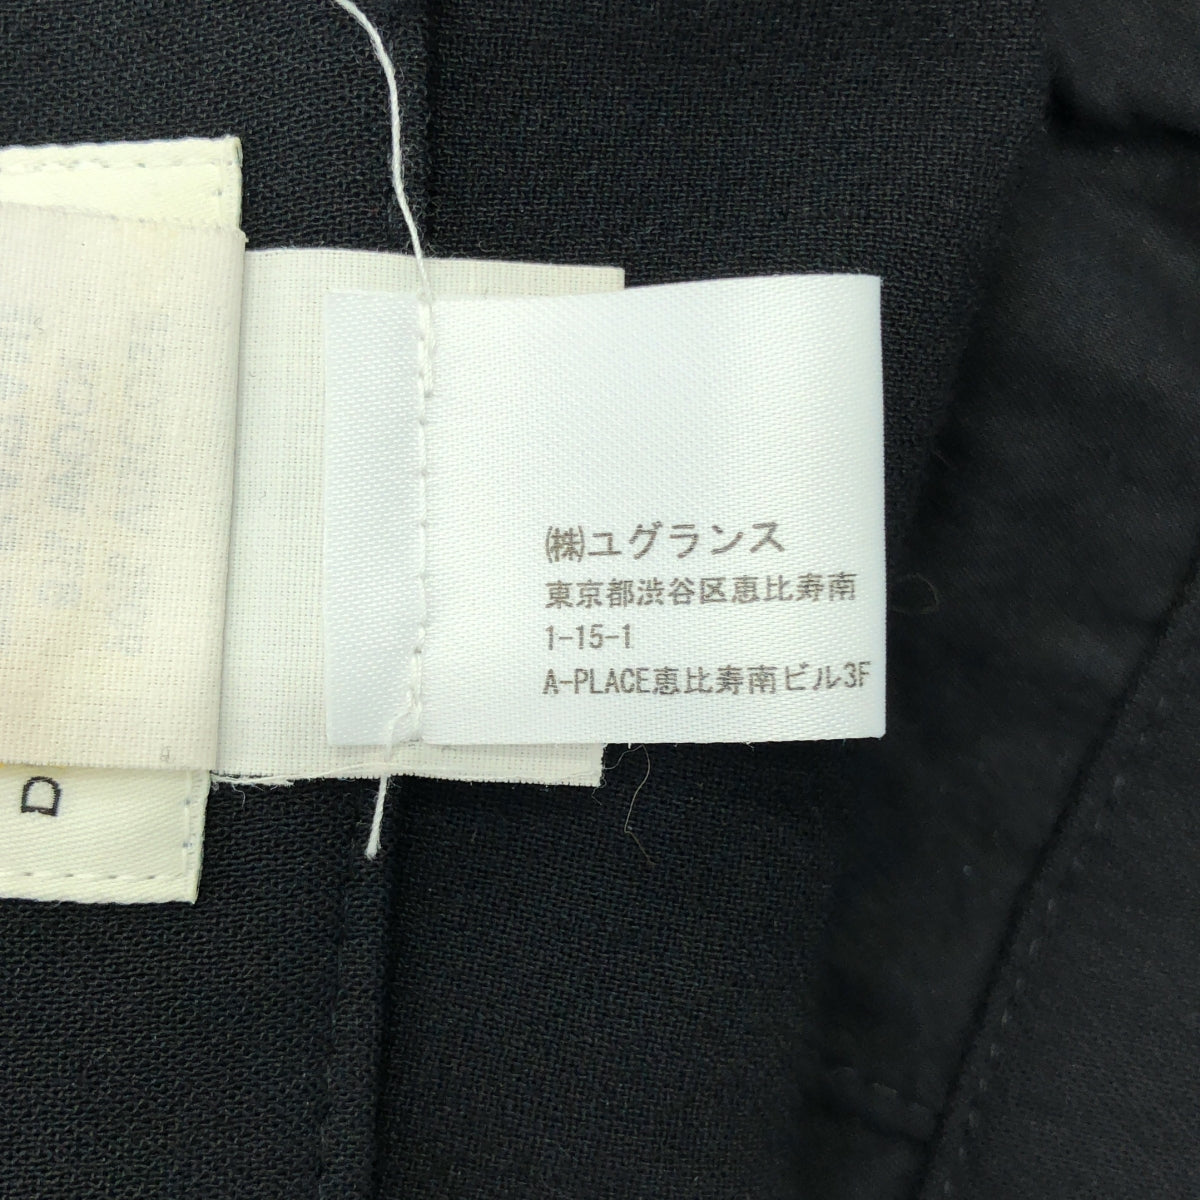 ㈱ユグランス
東京都渋谷区恵比寿南
1-15-1
A-PLACE恵比寿南ビル3F
D